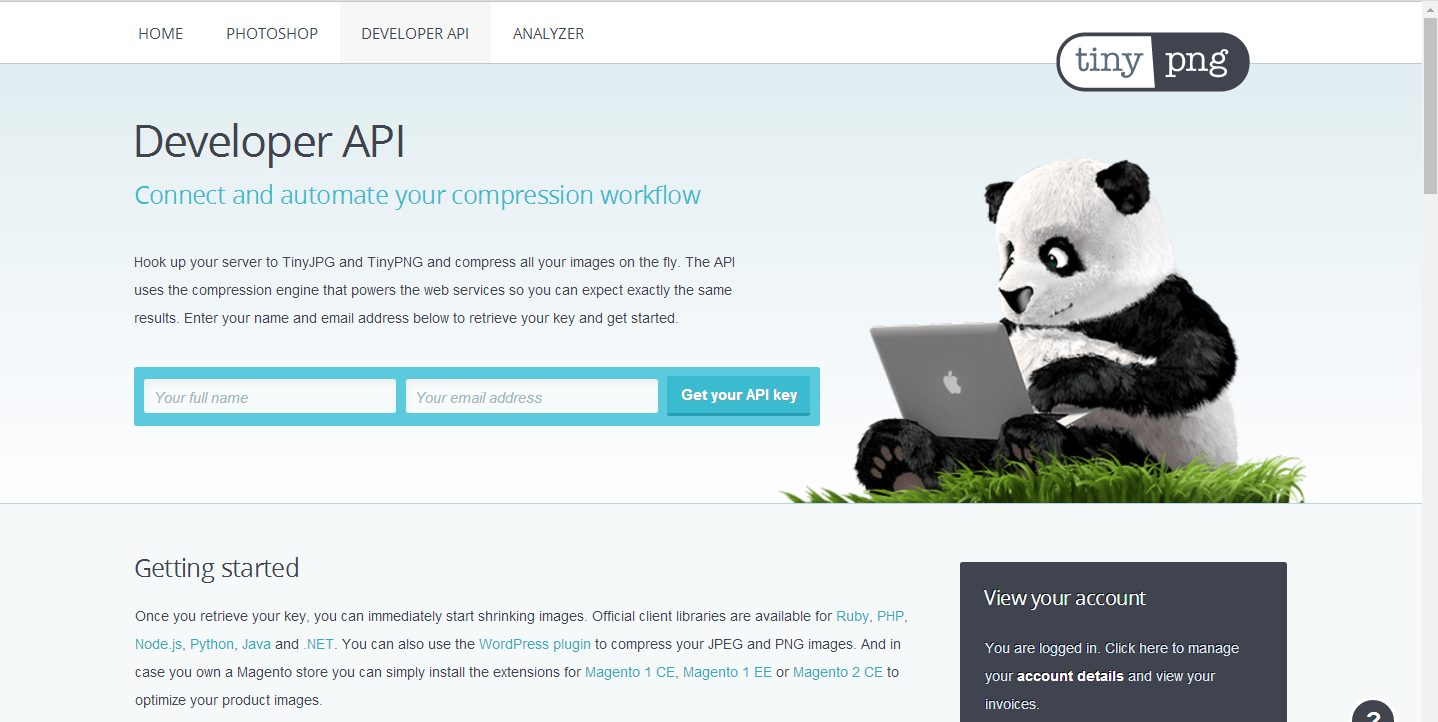 HOME PHOTOSHOP DEVELOPER API ANALYZER
tiny png
Developer API
Connect and automate your compression workflow
Hook up your server to TinyJPG and TinyPNG and compress all your images on the fly. The API
uses the compression engine that powers the web services so you can expect exactly the same
results. Enter your name and email address below to retrieve your key and get started.
Your full name Your email address Get your API key
Getting started
Once you retrieve your key, you can immediately start shrinking images. Official client libraries are available for Ruby, PHP,
Node.js, Python, Java and .NET. You can also use the WordPress plugin to compress your JPEG and PNG images. And in
case you own a Magento store you can simply install the extensions for Magento 1 CE, Magento 1 EE or Magento 2 CE to
optimize your product images.
View your account
You are logged in. Click here to manage
your account details and view your
invoices.
?